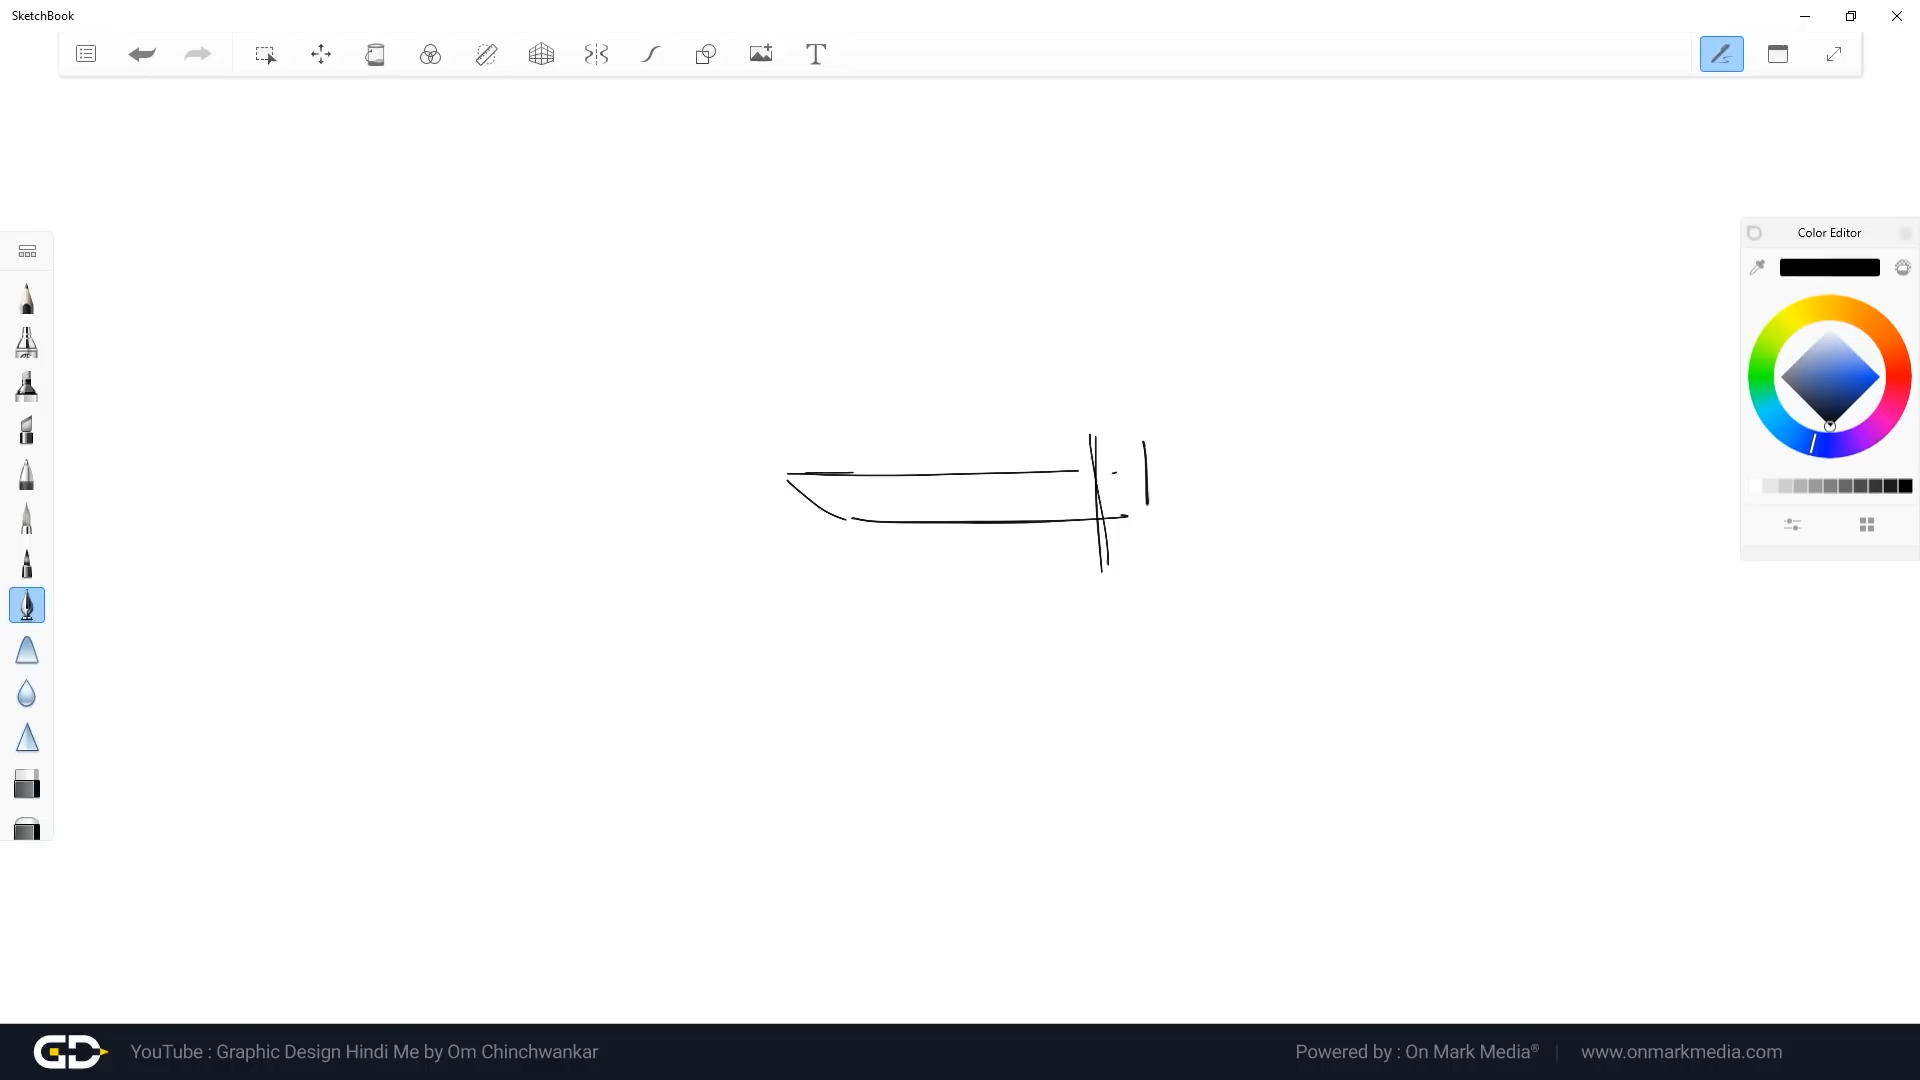 SketchBook
T
Color Editor
GD
YouTube : Graphic Design Hindi Me by Om Chinchwankar
Powered by : On Mark Media® | www.onmarkmedia.com